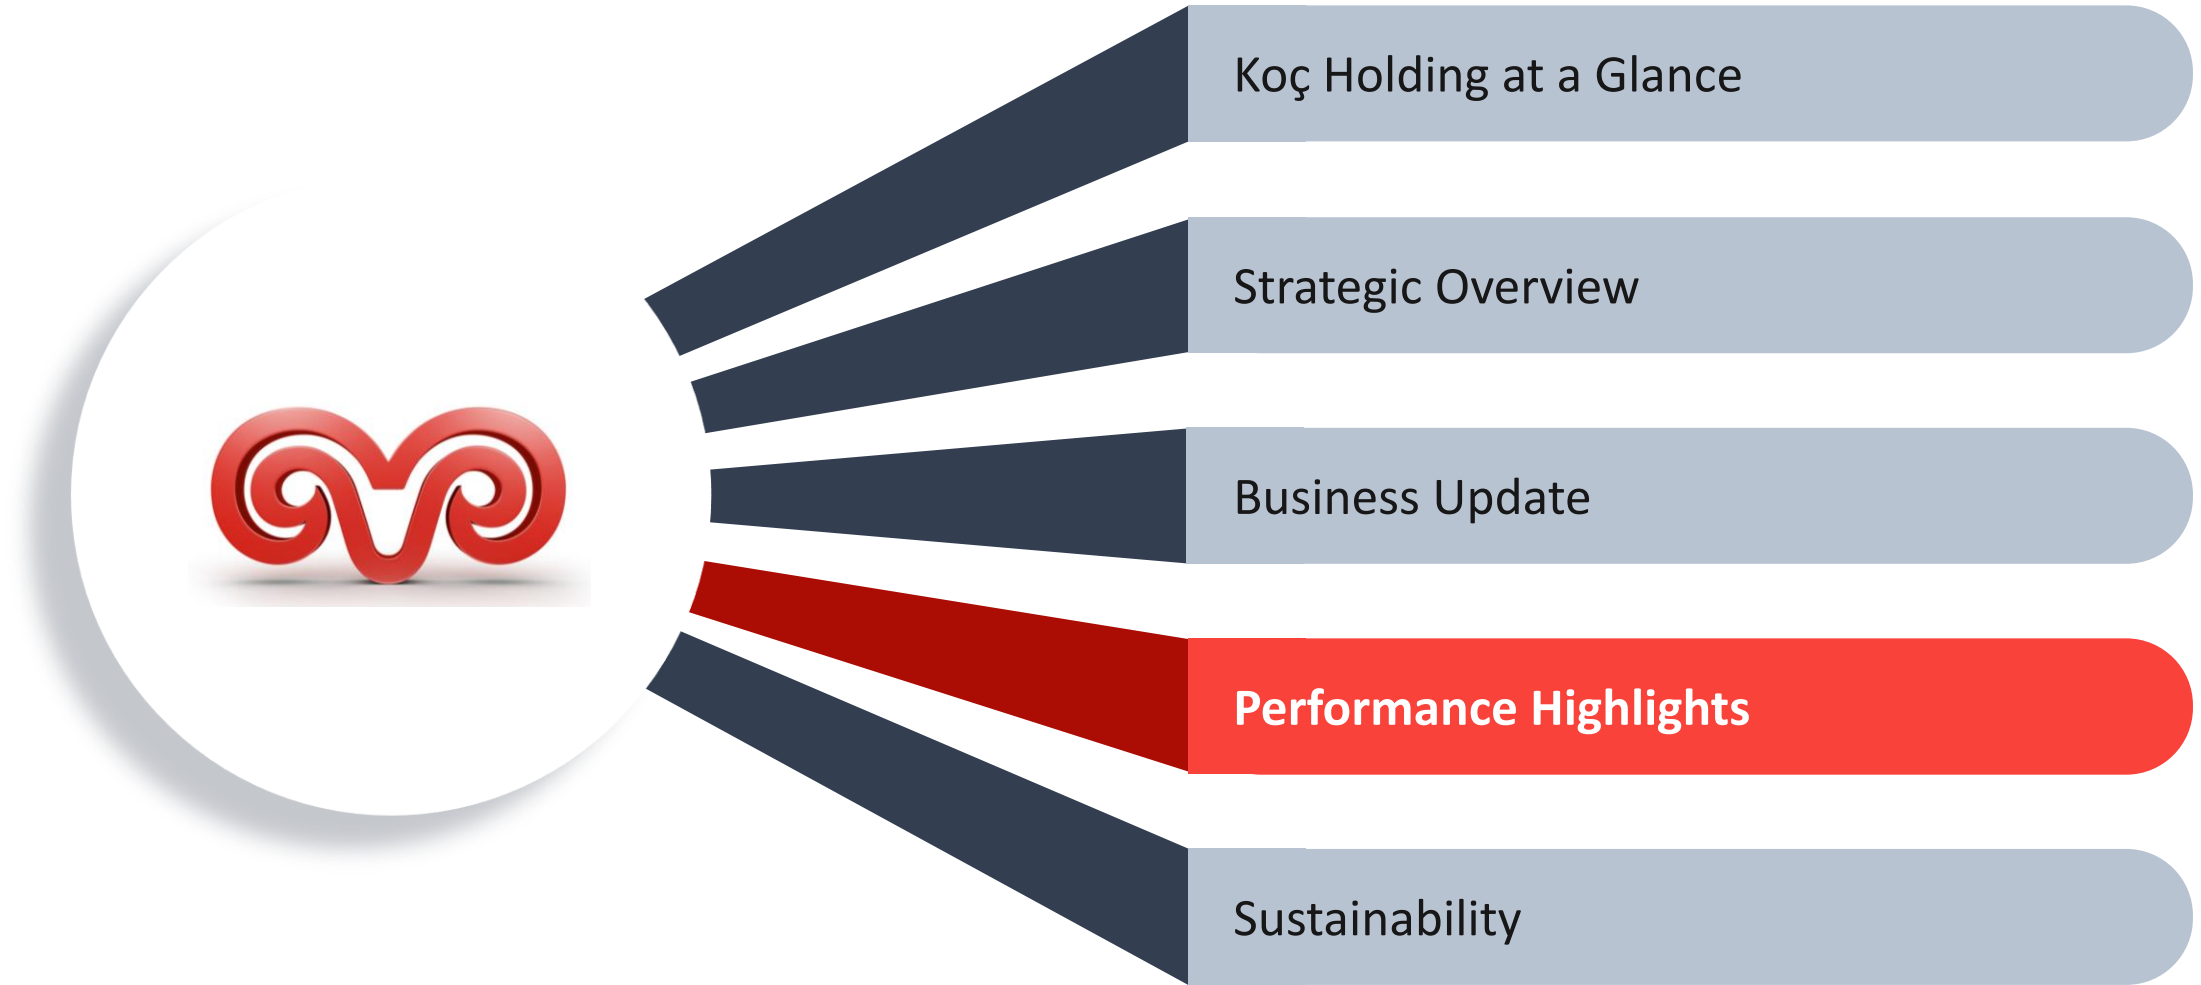 Koç Holding at a Glance
Strategic Overview
Business Update
Performance Highlights
Sustainability